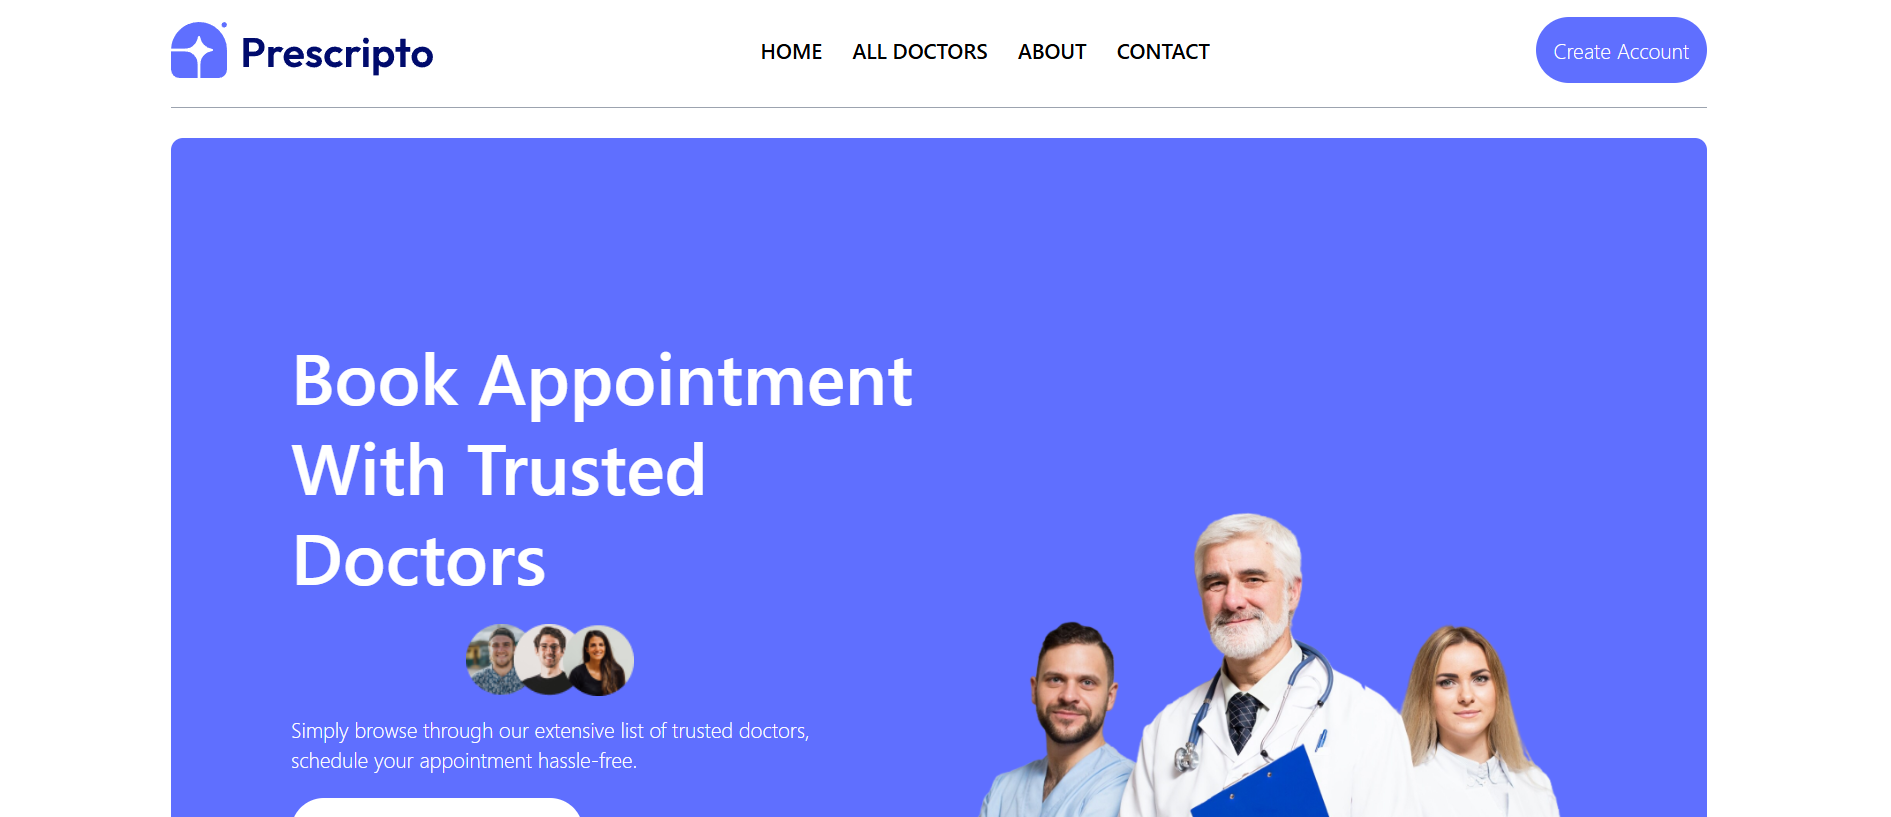 Prescripto
HOME
ALL DOCTORS
ABOUT
CONTACT
Create Account
Book Appointment
With Trusted
Doctors
Simply browse through our extensive list of trusted doctors,
schedule your appointment hassle-free.